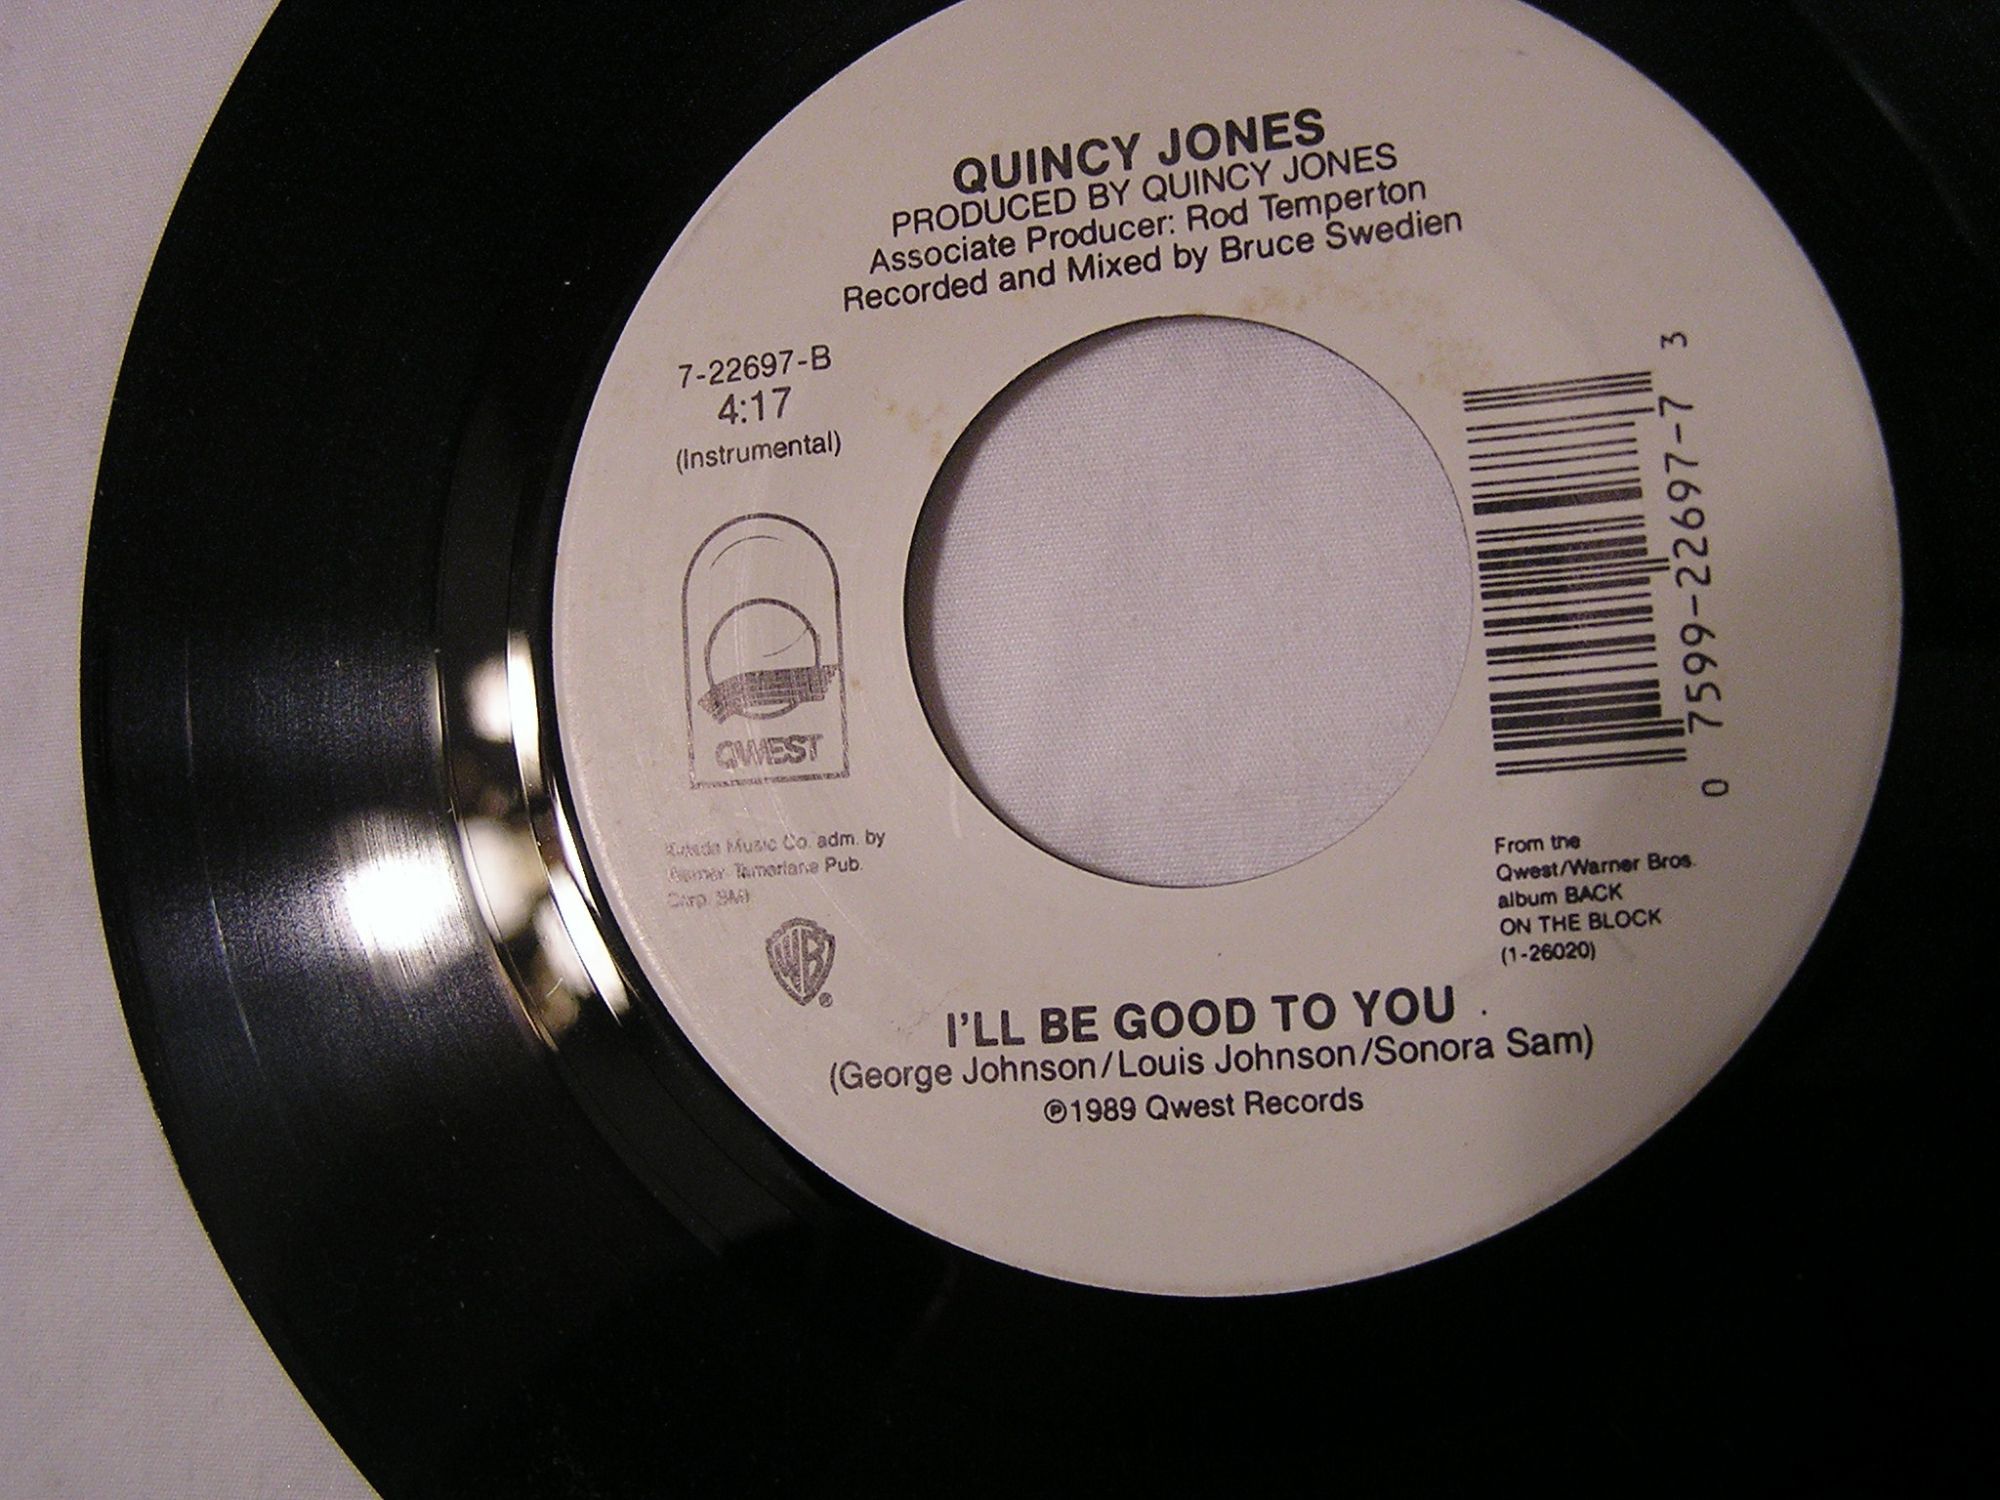 QUINCY JONES
PRODUCED BY QUINCY JONES
Associate Producer: Rod Temperton
Recorded and Mixed by Bruce Swedien
7-22697-B
4:17
(Instrumental)
QWEST
Music Co. adm. by
Warner-Tamerlane Pub.
Corp. BMI
WB
®
0 7599-22697-7 3
From the
Qwest/Warner Bros.
album BACK
ON THE BLOCK
(1-26020)
I'LL BE GOOD TO YOU
(George Johnson/Louis Johnson/Sonora Sam)
℗1989 Qwest Records